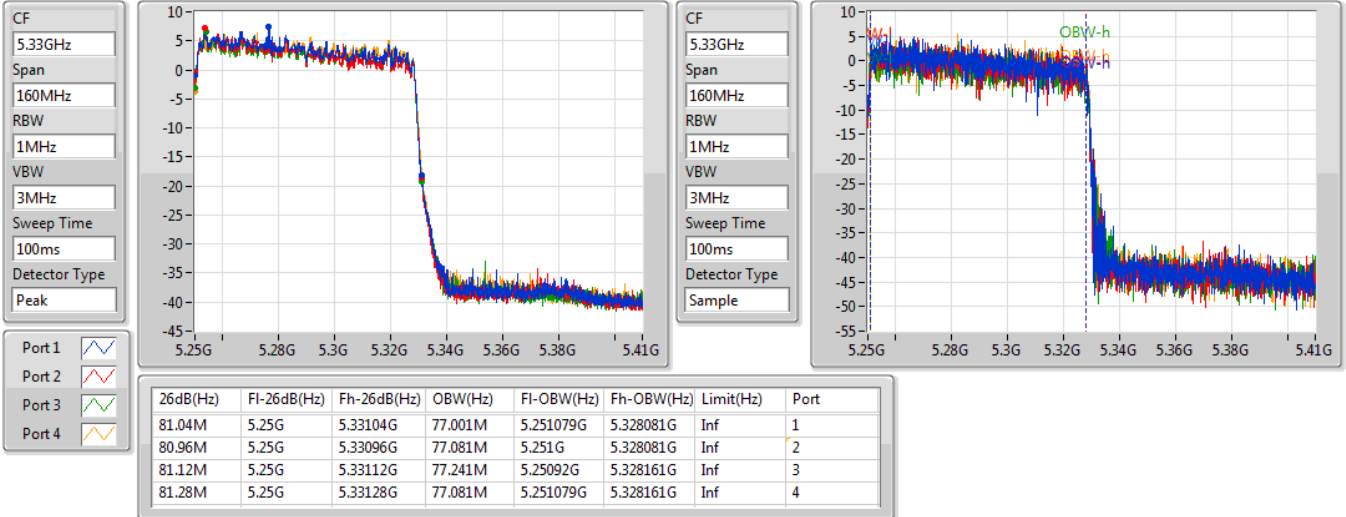 CF
5.33GHz
Span
160MHz
RBW
1MHz
VBW
3MHz
Sweep Time
100ms
Detector Type
Peak
10
5
0
-5
-10
-15
-20
-25
-30
-35
-40
-45
5.25G 5.28G 5.3G 5.32G 5.34G 5.36G 5.38G 5.41G
CF
5.33GHz
Span
160MHz
RBW
1MHz
VBW
3MHz
Sweep Time
100ms
Detector Type
Sample
10
5
0
-5
-10
-15
-20
-25
-30
-35
-40
-45
-50
-55
OBW-h
5.25G 5.28G 5.3G 5.32G 5.34G 5.36G 5.38G 5.41G
Port 1
Port 2
Port 3
Port 4
26dB(Hz) Fl-26dB(Hz) Fh-26dB(Hz) OBW(Hz) Fl-OBW(Hz) Fh-OBW(Hz) Limit(Hz) Port
81.04M 5.25G 5.33104G 77.001M 5.251079G 5.328081G Inf 1
80.96M 5.25G 5.33096G 77.081M 5.251G 5.328081G Inf 2
81.12M 5.25G 5.33112G 77.241M 5.25092G 5.328161G Inf 3
81.28M 5.25G 5.33128G 77.081M 5.251079G 5.328161G Inf 4